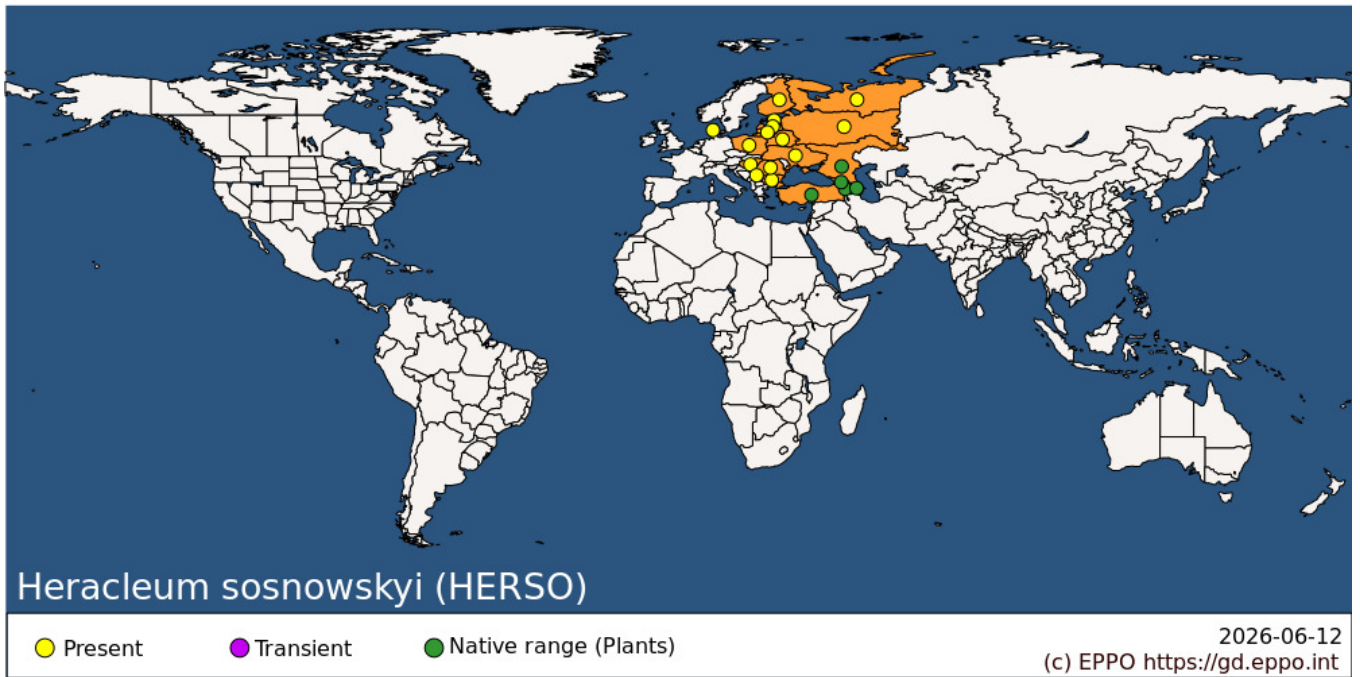 Heracleum sosnowskyi (HERSO)
Present
Transient
Native range (Plants)
2026-06-12
(c) EPPO https://gd.eppo.int